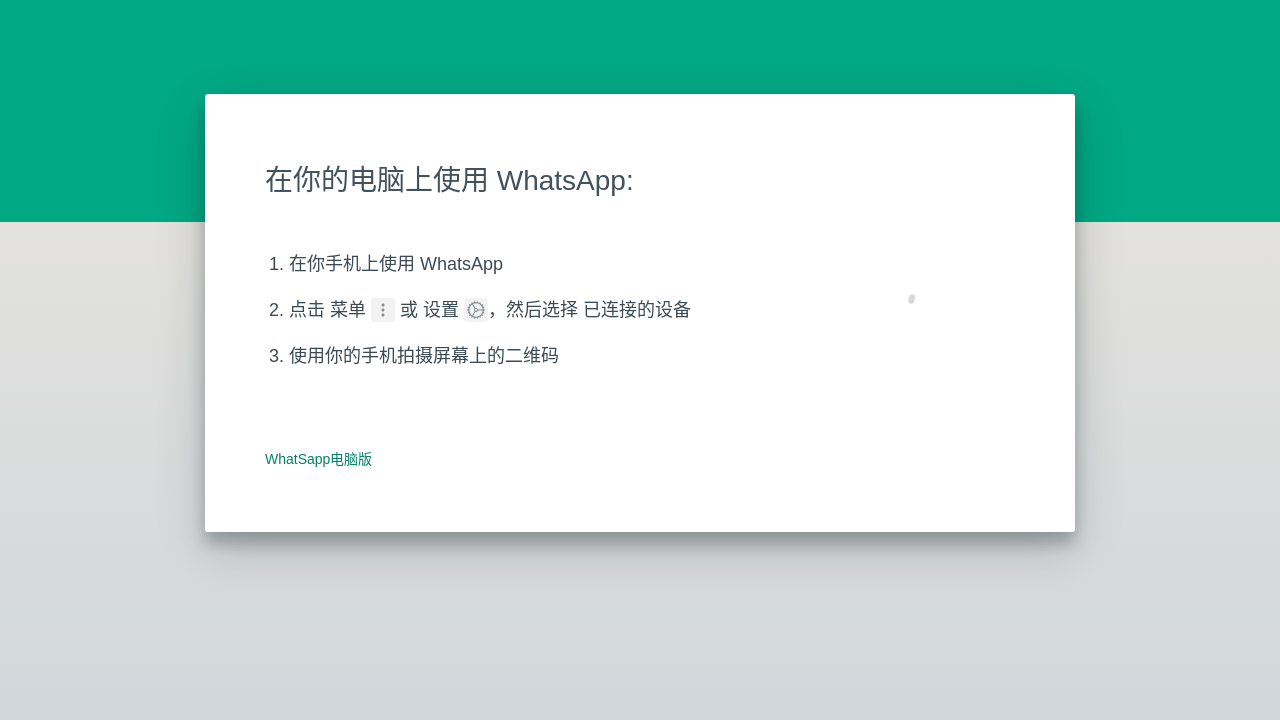 在你的电脑上使用 WhatsApp:
1. 在你手机上使用 WhatsApp
2. 点击 菜单 或 设置 ，然后选择 已连接的设备
3. 使用你的手机拍摄屏幕上的二维码
WhatSapp电脑版